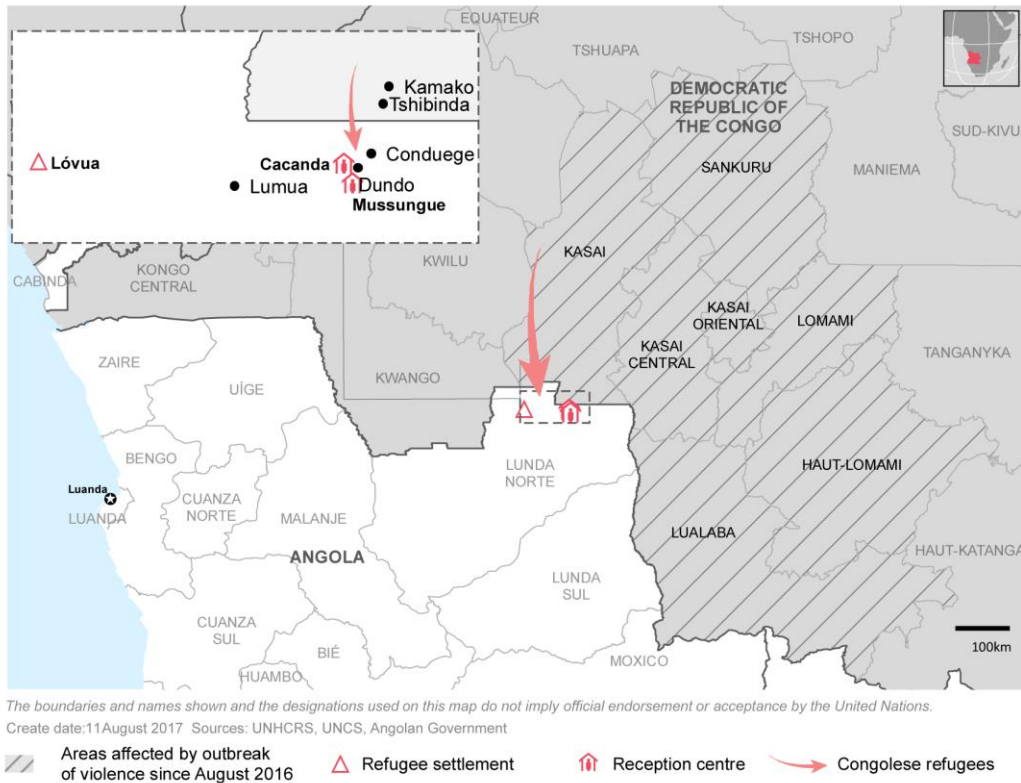 EQUATEUR
TSHUAPA
TSHOPO
DEMOCRATIC
REPUBLIC OF
THE CONGO
SUD-KIVU
SANKURU
MANIEMA
Kamako
Tshibinda
Lóvua
Cacanda
Conduege
Lumua
Dundo
Mussungue
KASAI
KWILU
CABINDA
KONGO
CENTRAL
KASAI
ORIENTAL
LOMAMI
KASAI
CENTRAL
TANGANYKA
ZAIRE
UÍGE
KWANGO
BENGO
LUNDA
NORTE
HAUT-LOMAMI
Luanda
LUANDA
CUANZA
NORTE
MALANJE
LUALABA
ANGOLA
HAUT-KATANGA
LUNDA
SUL
CUANZA
SUL
BIÉ
MOXICO
HUAMBO
100km
The boundaries and names shown and the designations used on this map do not imply official endorsement or acceptance by the United Nations.
Create date:11August 2017 Sources: UNHCRS, UNCS, Angolan Government
Areas affected by outbreak
of violence since August 2016
Refugee settlement
Reception centre
Congolese refugees